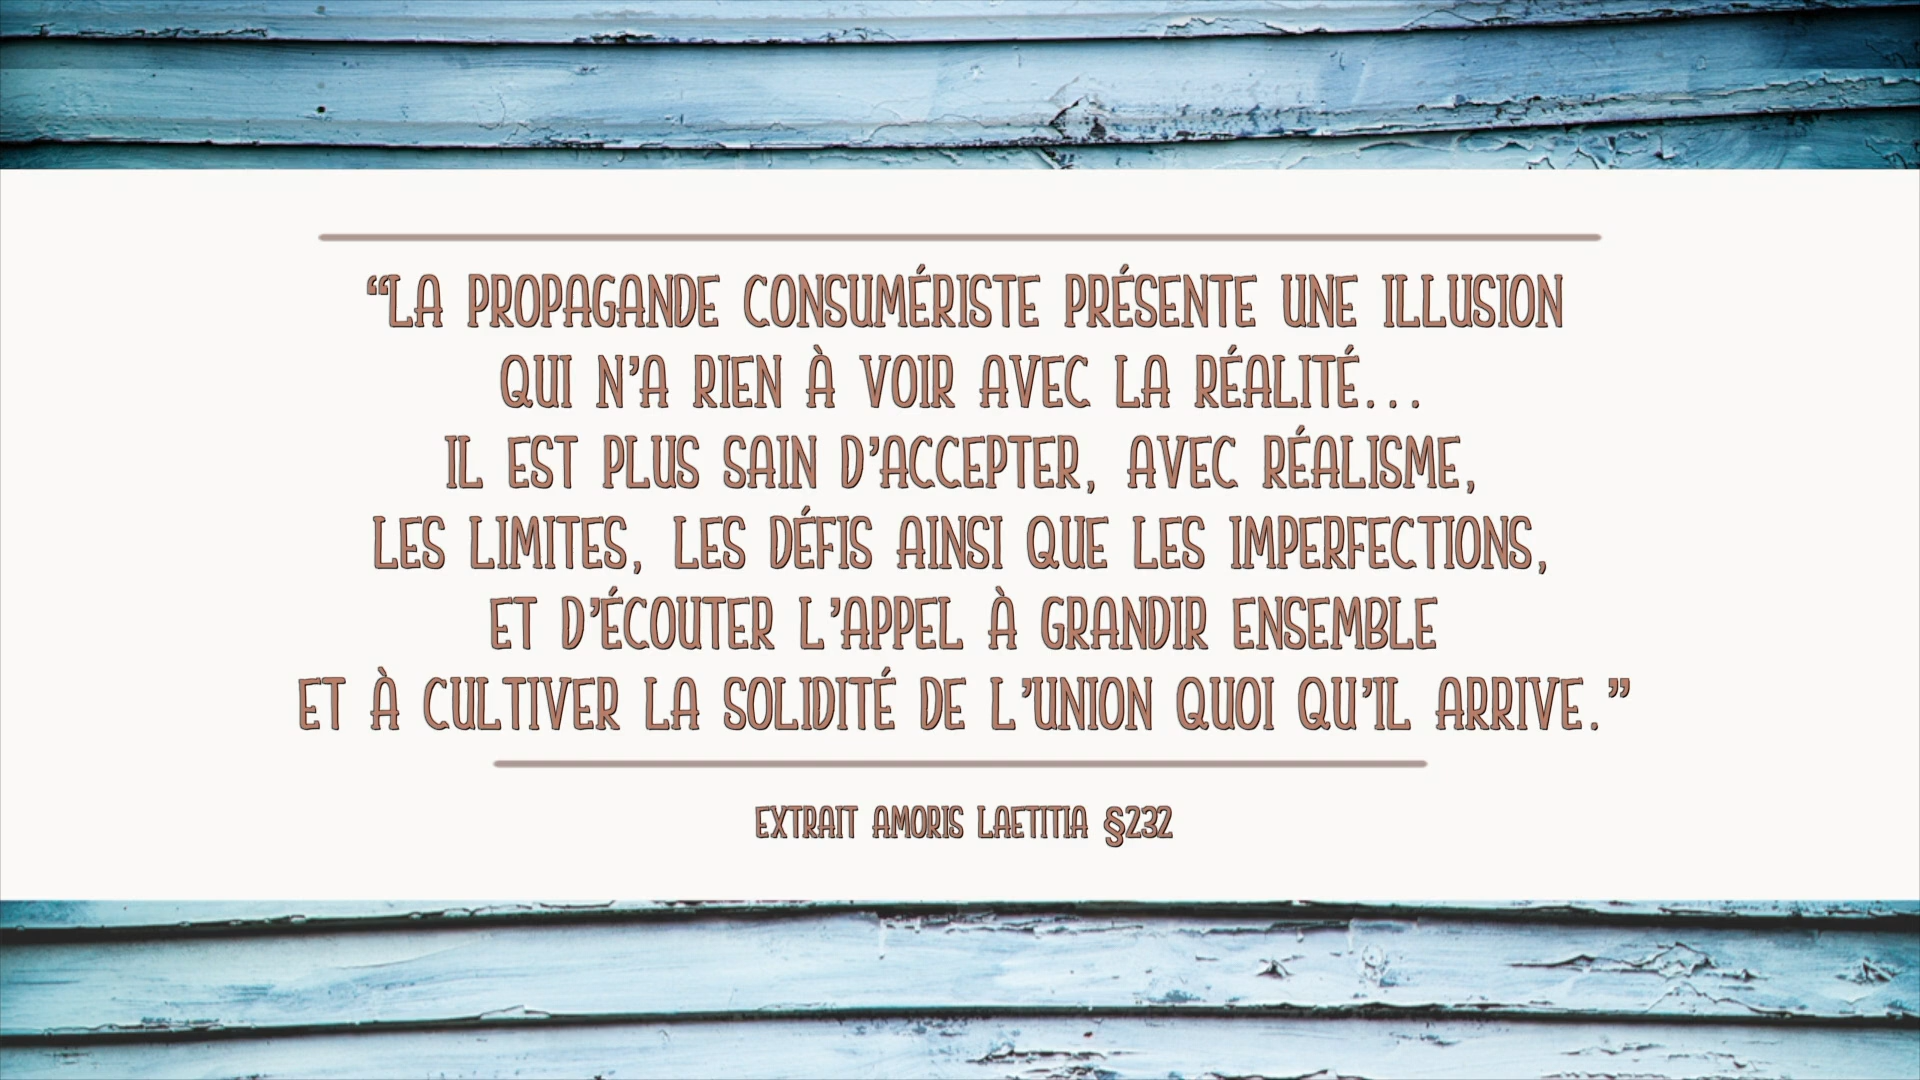 “LA PROPAGANDE CONSUMÉRISTE PRÉSENTE UNE ILLUSION
QUI N’A RIEN À VOIR AVEC LA RÉALITÉ...
IL EST PLUS SAIN D’ACCEPTER, AVEC RÉALISME,
LES LIMITES, LES DÉFIS AINSI QUE LES IMPERFECTIONS,
ET D’ÉCOUTER L’APPEL À GRANDIR ENSEMBLE
ET À CULTIVER LA SOLIDITÉ DE L’UNION QUOI QU’IL ARRIVE.”
EXTRAIT AMORIS LAETITIA §232